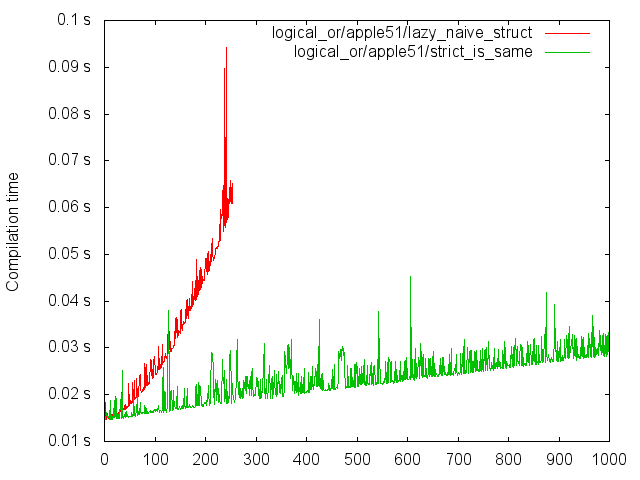 0.1 s
logical_or/apple51/lazy_naive_struct
logical_or/apple51/strict_is_same
0.09 s
0.08 s
0.07 s
0.06 s
0.05 s
0.04 s
0.03 s
0.02 s
0.01 s
Compilation time
0 100 200 300 400 500 600 700 800 900 1000